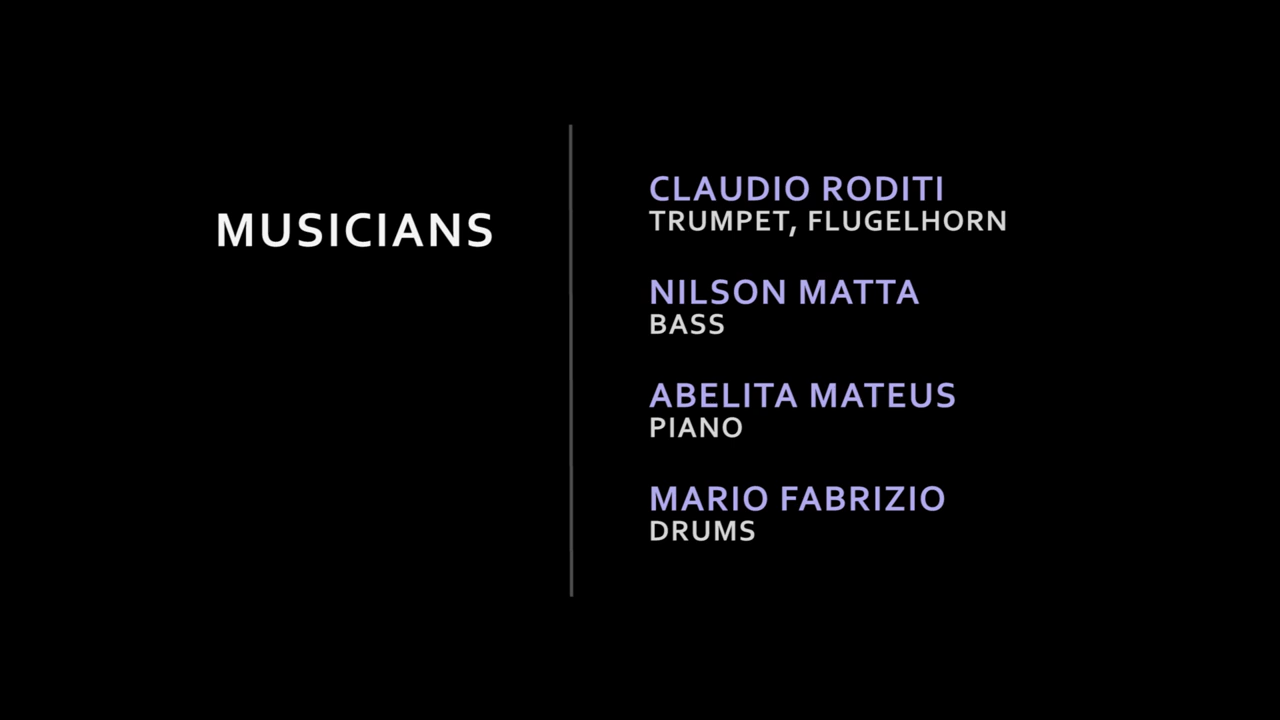 MUSICIANS
CLAUDIO RODITI
TRUMPET, FLUGELHORN
NILSON MATTA
BASS
ABELITA MATEUS
PIANO
MARIO FABRIZIO
DRUMS